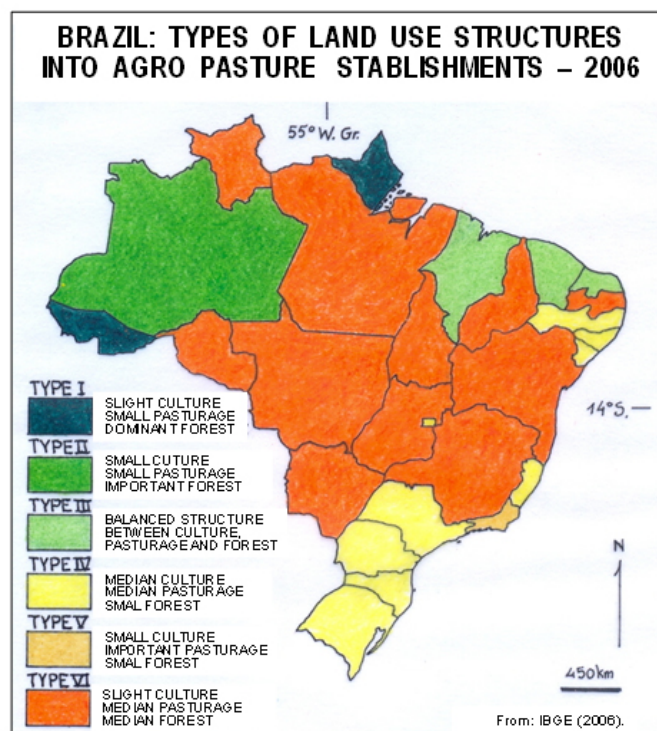 BRAZIL: TYPES OF LAND USE STRUCTURES
INTO AGRO PASTURE STABLISHMENTS – 2006
55° W. Gr.
14° S.
TYPE I
SLIGHT CULTURE
SMALL PASTURAGE
DOMINANT FOREST
TYPE II
SMALL CUTURE
SMALL PASTURAGE
IMPORTANT FOREST
TYPE III
BALANCED STRUCTURE
BETWEEN CULTURE,
PASTURAGE AND FOREST
TYPE IV
MEDIAN CULTURE
MEDIAN PASTURAGE
SMAL FOREST
TYPE V
SMALL CULTURE
IMPORTANT PASTURAGE
SMAL FOREST
TYPE VI
SLIGHT CULTURE
MEDIAN PASTURAGE
MEDIAN FOREST
N
450 km
From: IBGE (2006).